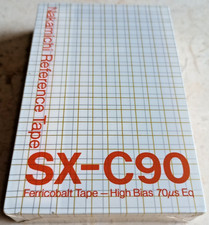 Nakamichi Reference Tape
SX-C90
Ferricobalt Tape — High Bias 70µs Eq